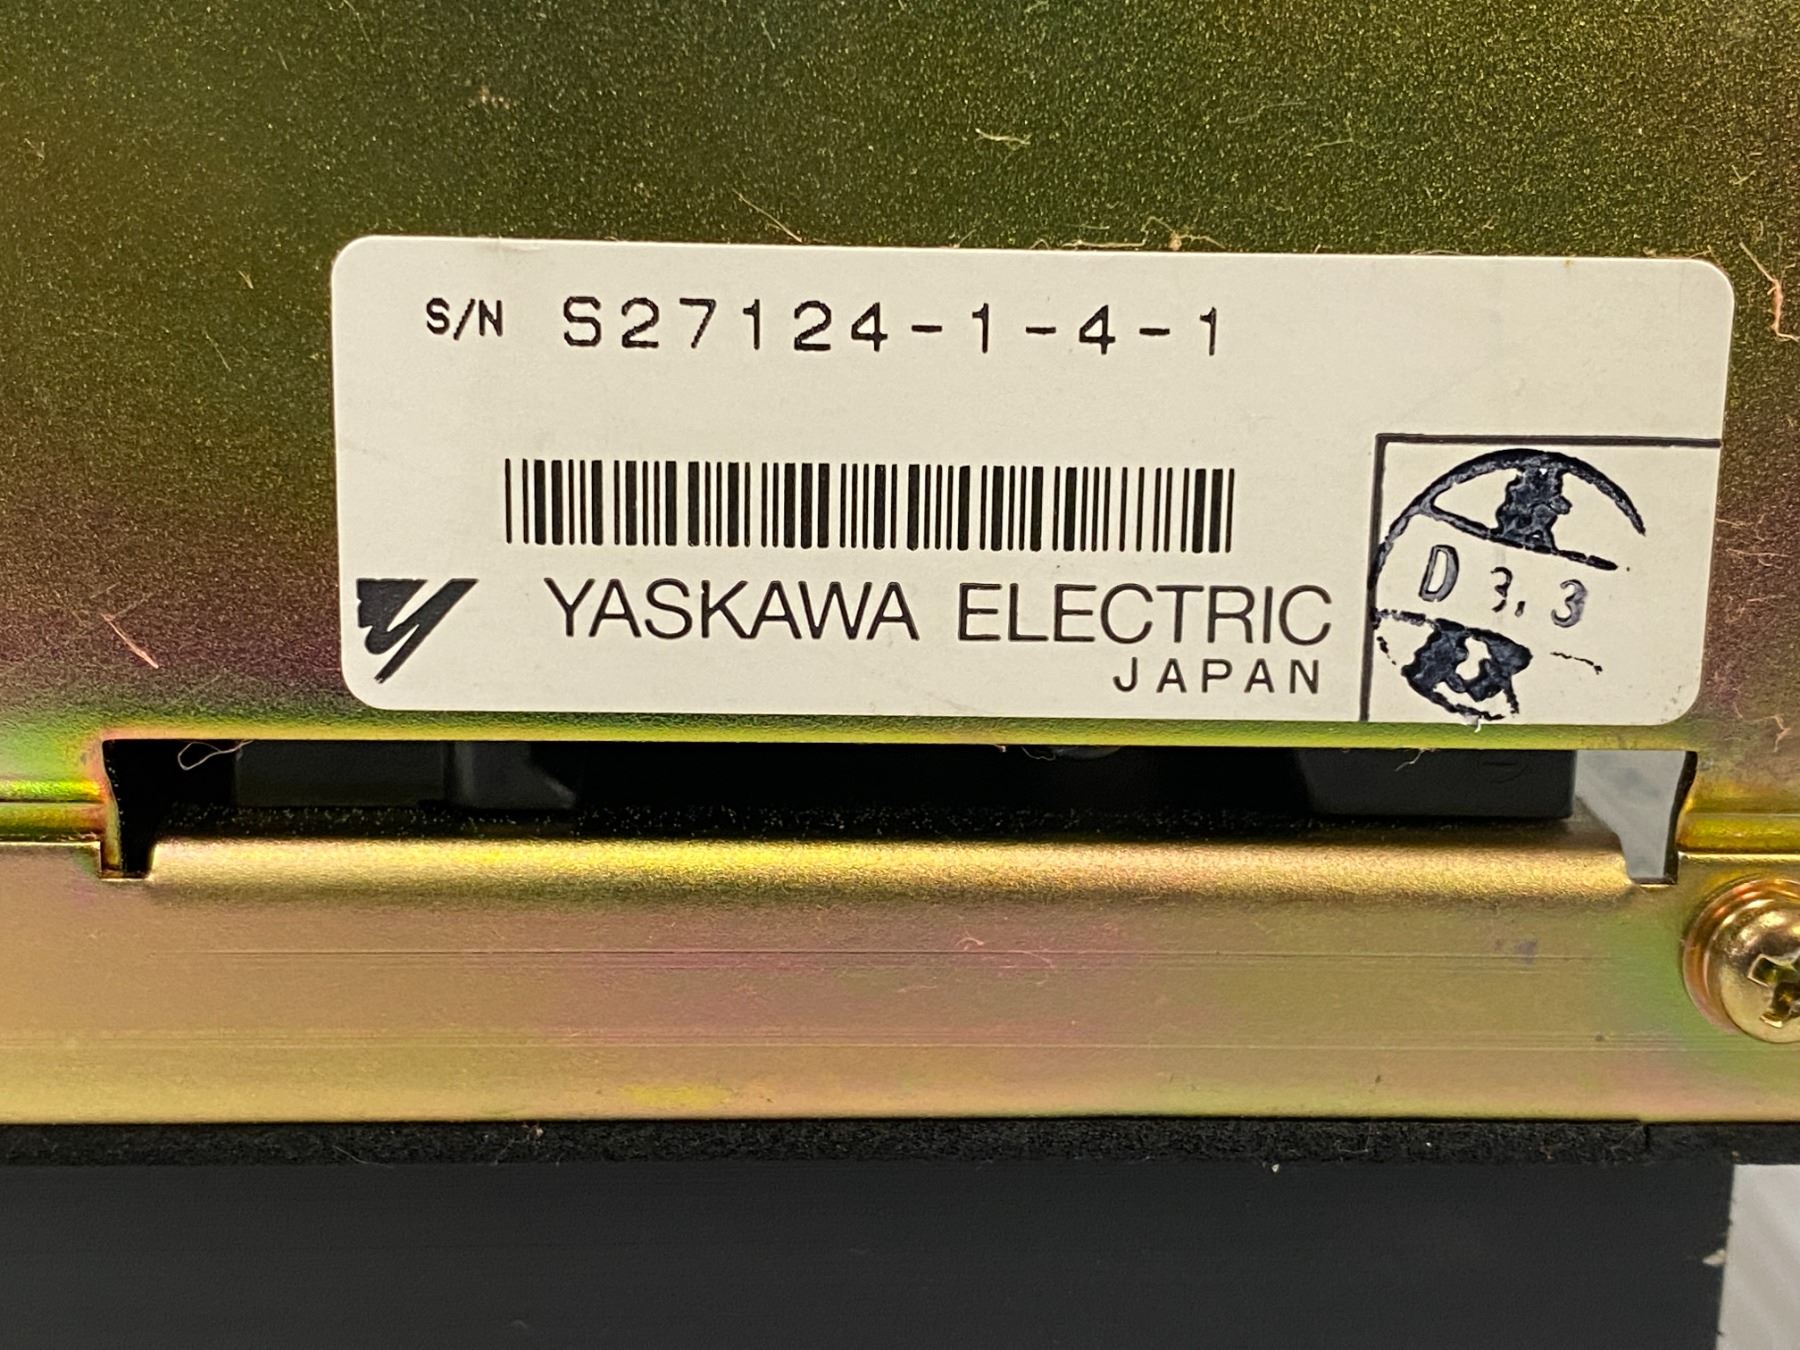 S/N S27124-1-4-1
YASKAWA ELECTRIC
JAPAN
D 3.3